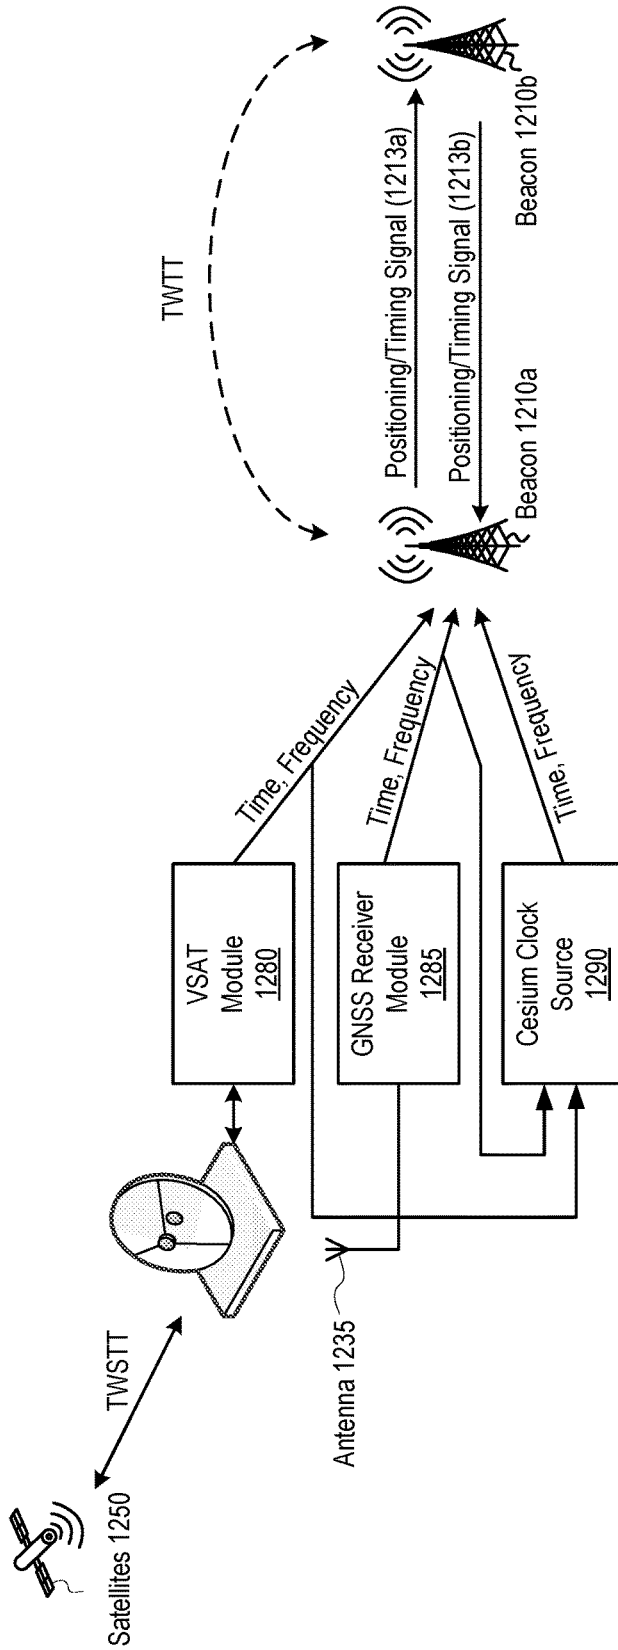 Satellites 1250
TWSTT
Antenna 1235
VSAT
Module
1280
GNSS Receiver
Module
1285
Cesium Clock
Source
1290
Time, Frequency
Time, Frequency
Time, Frequency
TWTT
Positioning/Timing Signal (1213a)
Positioning/Timing Signal (1213b)
Beacon 1210a
Beacon 1210b